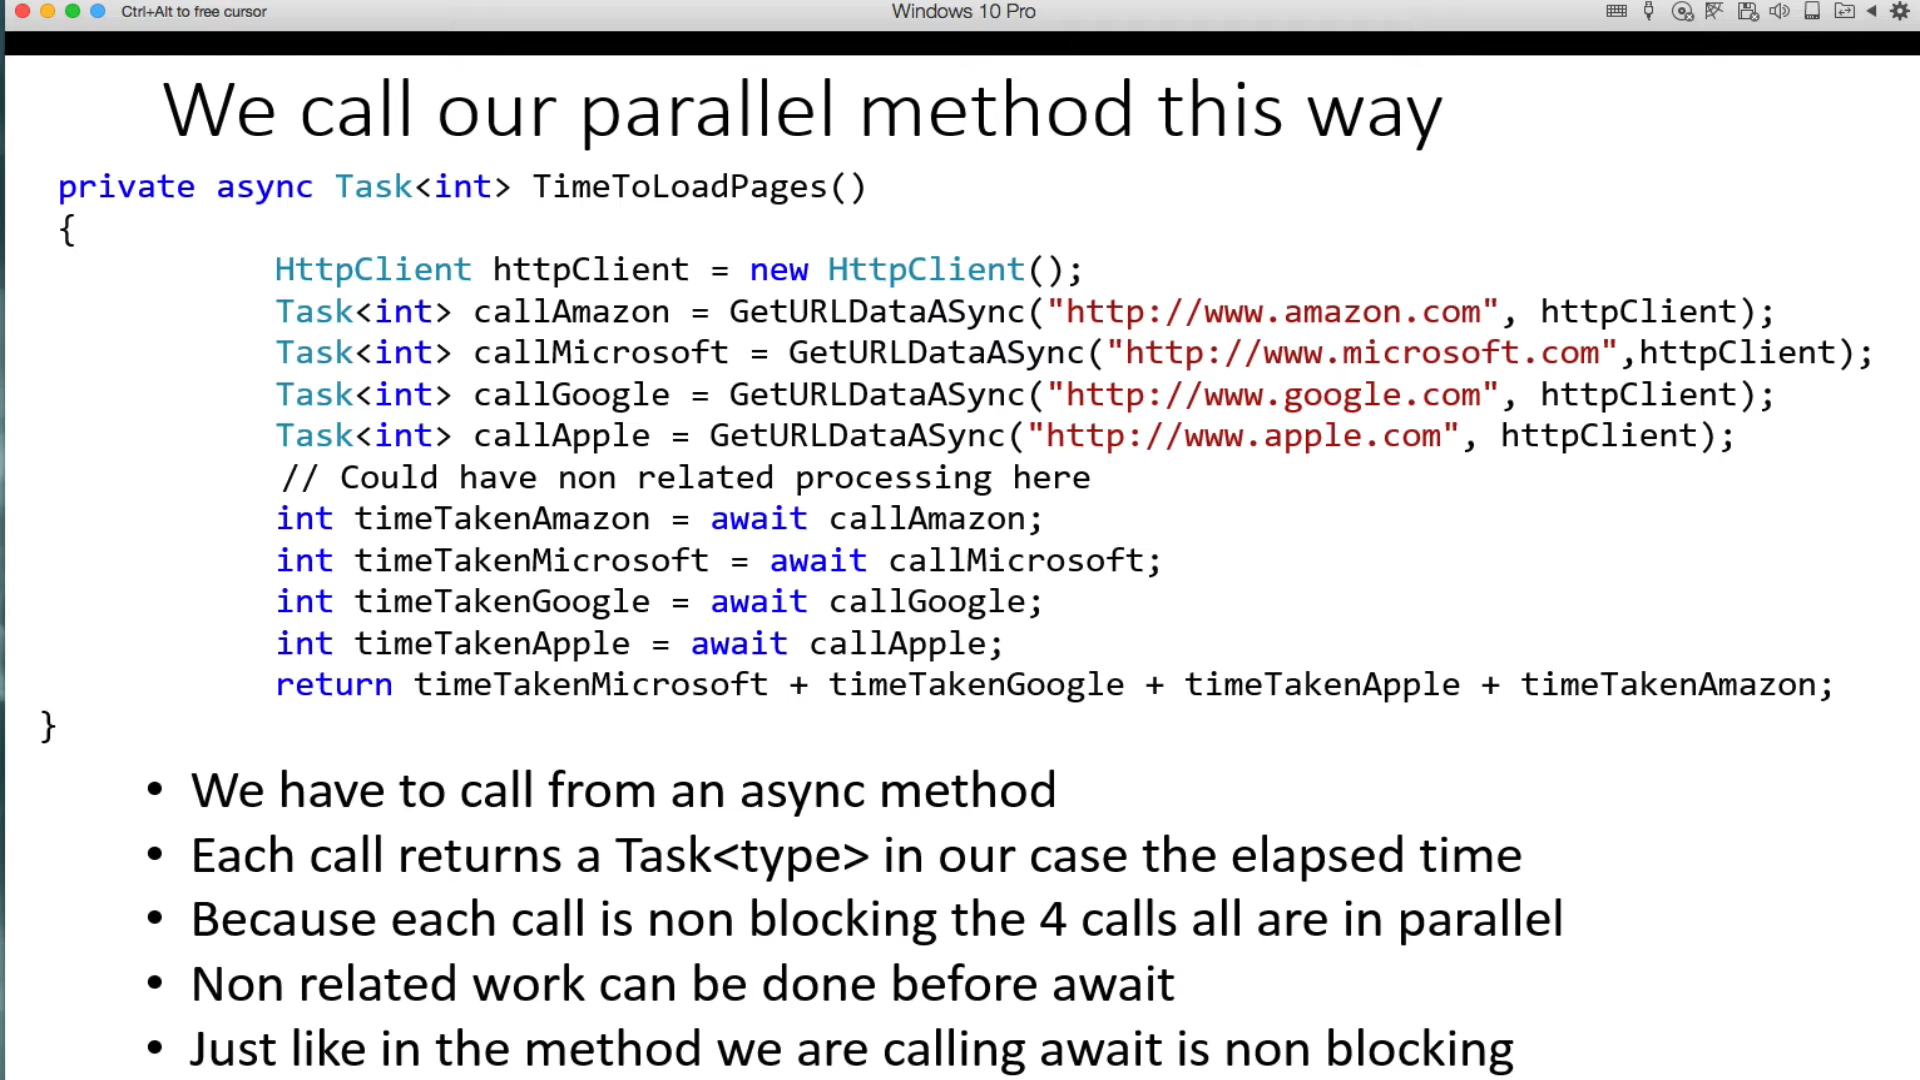 Ctrl+Alt to free cursor
Windows 10 Pro
We call our parallel method this way
private async Task<int> TimeToLoadPages()
{
HttpClient httpClient = new HttpClient();
Task<int> callAmazon = GetURLDataASync("http://www.amazon.com", httpClient);
Task<int> callMicrosoft = GetURLDataASync("http://www.microsoft.com",httpClient);
Task<int> callGoogle = GetURLDataASync("http://www.google.com", httpClient);
Task<int> callApple = GetURLDataASync("http://www.apple.com", httpClient);
// Could have non related processing here
int timeTakenAmazon = await callAmazon;
int timeTakenMicrosoft = await callMicrosoft;
int timeTakenGoogle = await callGoogle;
int timeTakenApple = await callApple;
return timeTakenMicrosoft + timeTakenGoogle + timeTakenApple + timeTakenAmazon;
}
• We have to call from an async method
• Each call returns a Task<type> in our case the elapsed time
• Because each call is non blocking the 4 calls all are in parallel
• Non related work can be done before await
• Just like in the method we are calling await is non blocking